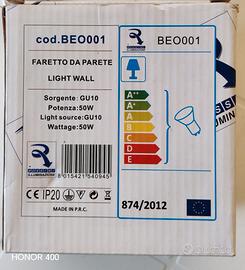 cod.BEO001
FARETTO DA PARETE
LIGHT WALL
Sorgente: GU10
Potenza: 50W
Light source: GU10
Wattage: 50W
8 015421 540945
CE IP20
MADE IN P.R.C.
BEO001
A++
A+
A
B
C
D
E
874/2012
HONOR 400